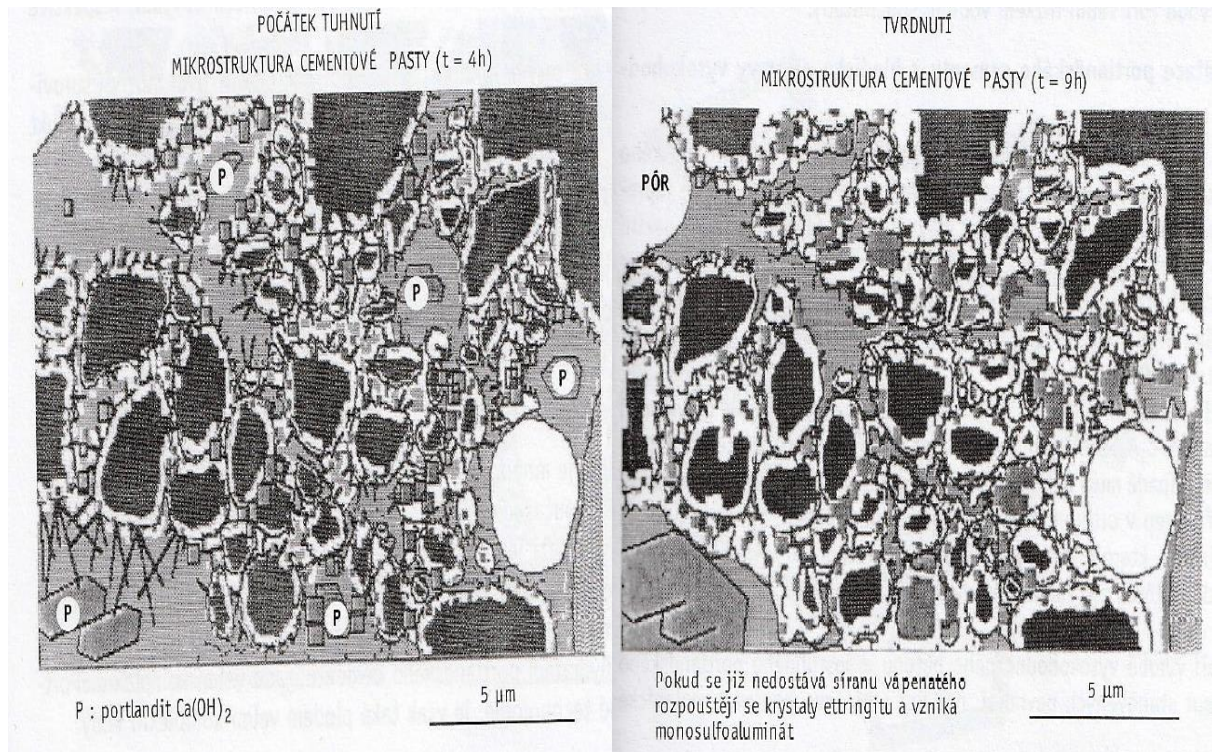 POČÁTEK TUHNUTÍ
MIKROSTRUKTURA CEMENTOVÉ PASTY (t = 4h)
P
P
P
P
P
5 µm
P : portlandit Ca(OH)₂
TVRDNUTÍ
MIKROSTRUKTURA CEMENTOVÉ PASTY (t = 9h)
PÓR
5 µm
Pokud se již nedostává síranu vápenatého
rozpouštějí se krystaly ettringitu a vzniká
monosulfoaluminát